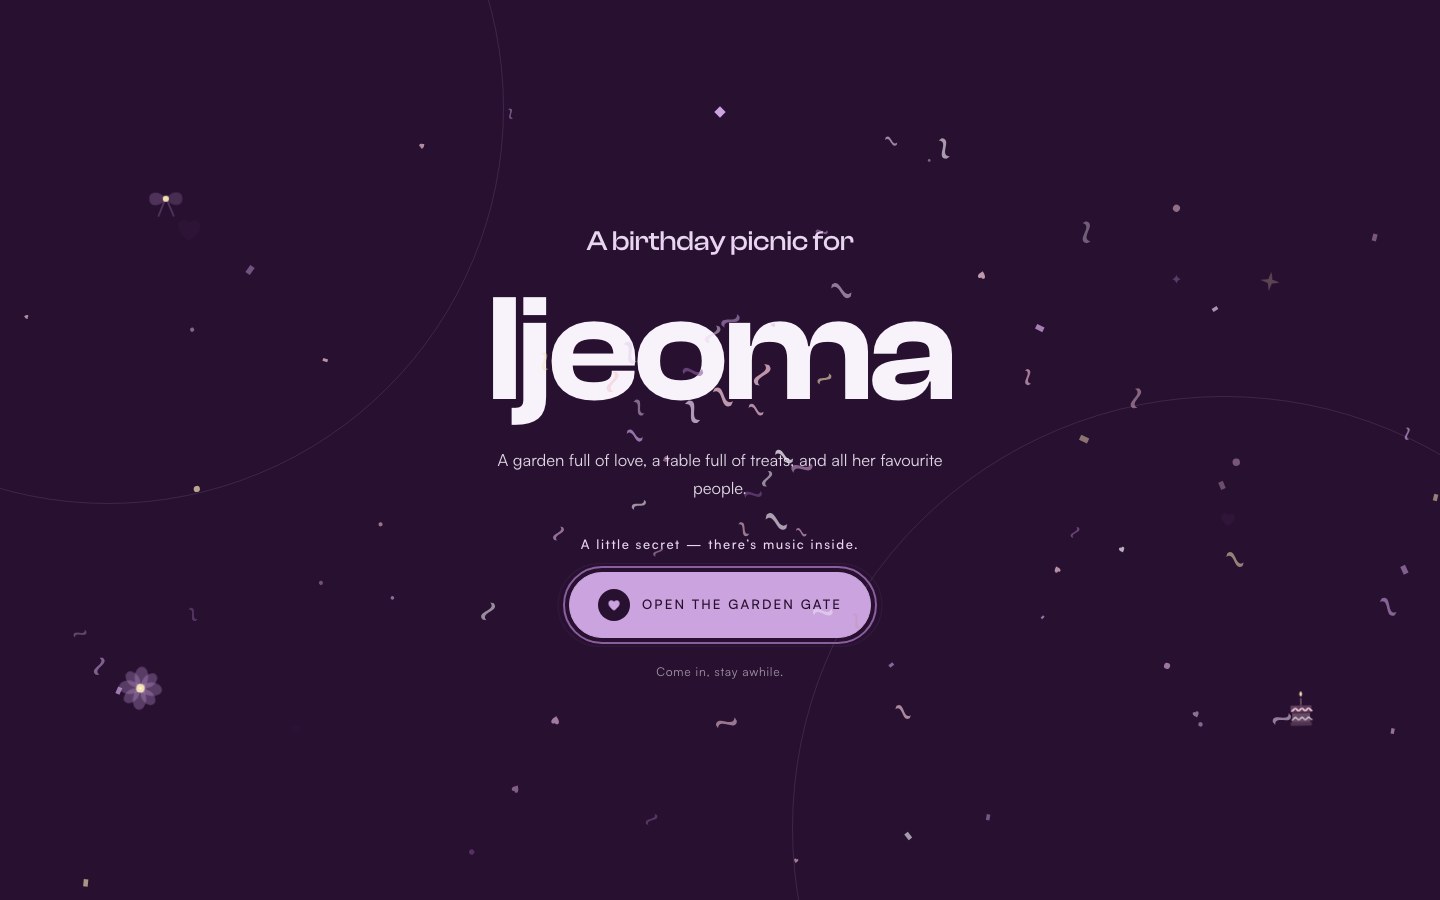 A birthday picnic for
Ijeoma
A garden full of love, a table full of treats, and all her favourite
people.
A little secret — there's music inside.
OPEN THE GARDEN GATE
Come in, stay awhile.